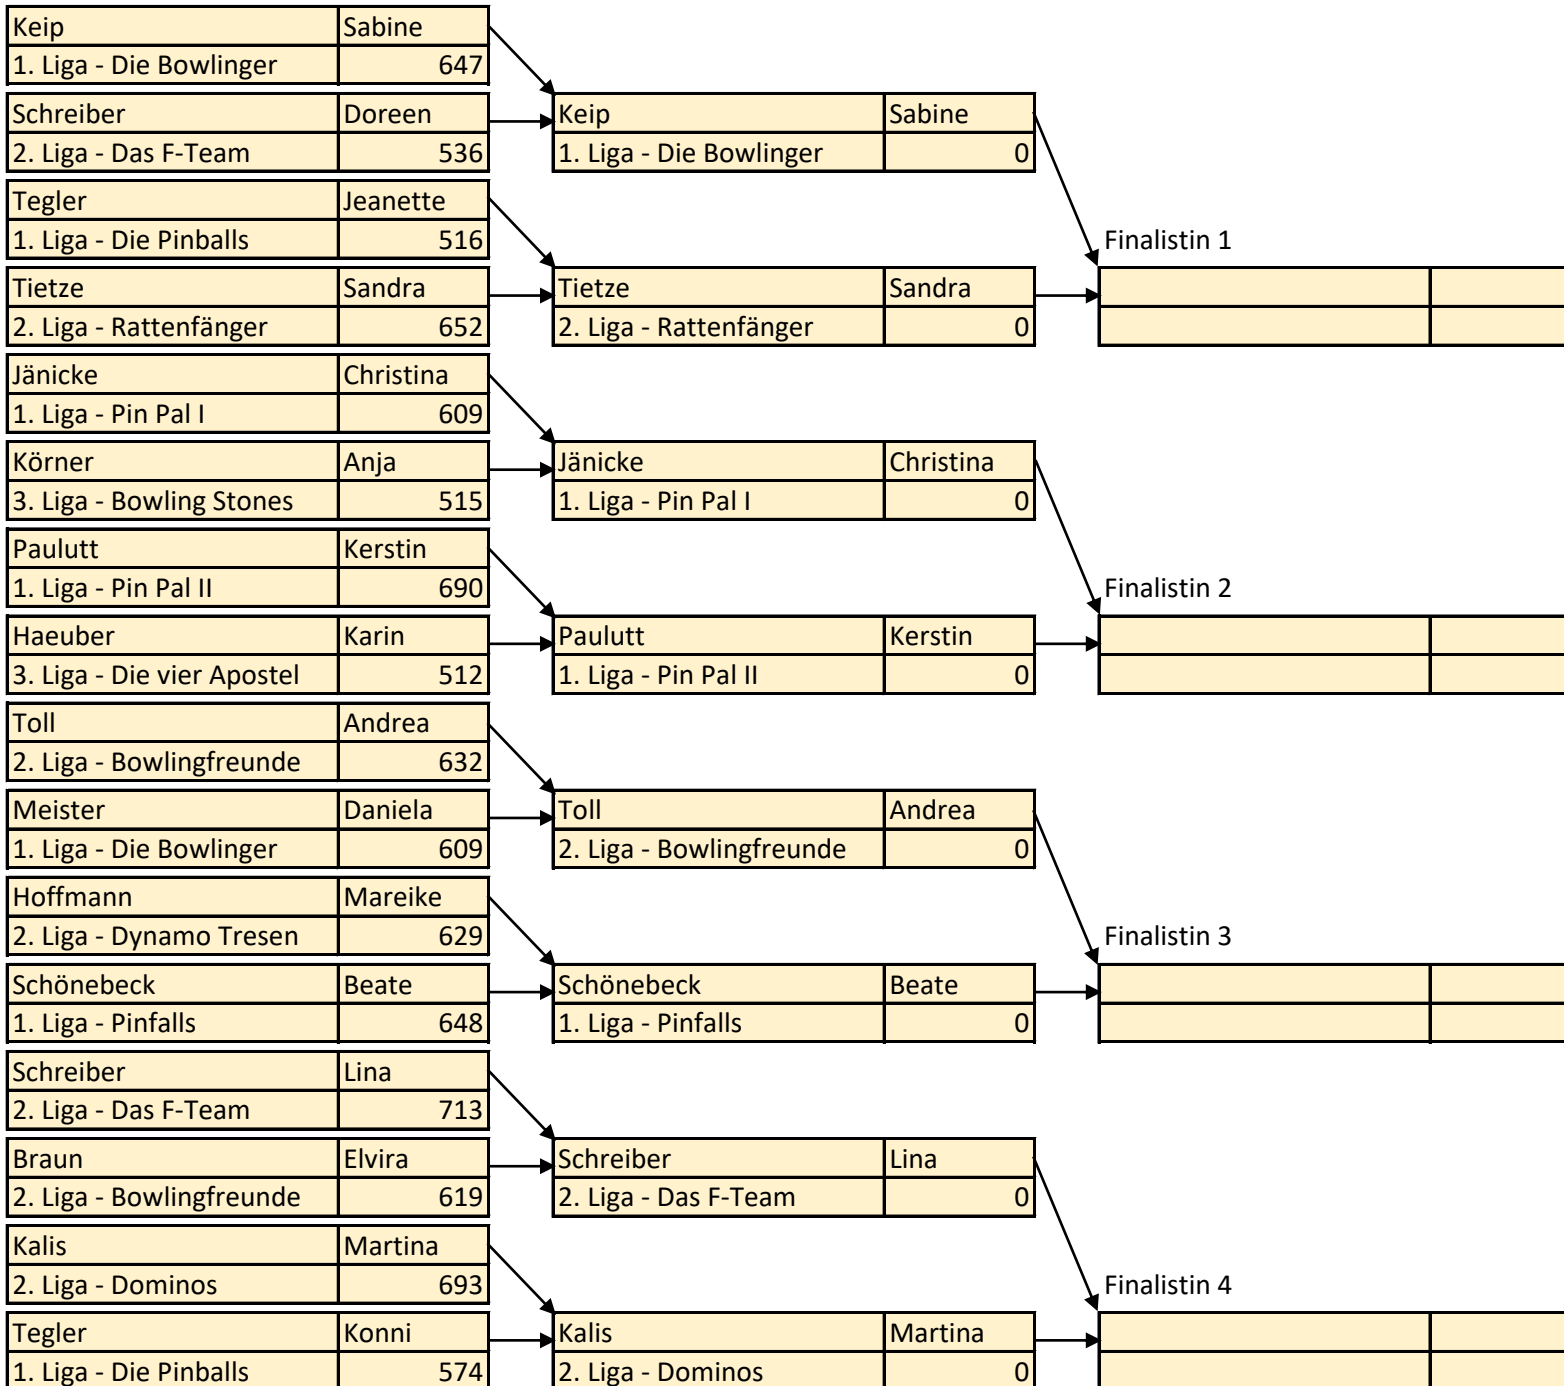 Keip Sabine
1. Liga - Die Bowlinger 647
Schreiber Doreen Keip Sabine
2. Liga - Das F-Team 536 1. Liga - Die Bowlinger 0
Tegler Jeanette
1. Liga - Die Pinballs 516 Finalistin 1
Tietze Sandra Tietze Sandra
2. Liga - Rattenfänger 652 2. Liga - Rattenfänger 0
Jänicke Christina
1. Liga - Pin Pal I 609
Körner Anja Jänicke Christina
3. Liga - Bowling Stones 515 1. Liga - Pin Pal I 0
Paulutt Kerstin
1. Liga - Pin Pal II 690 Finalistin 2
Haeuber Karin Paulutt Kerstin
3. Liga - Die vier Apostel 512 1. Liga - Pin Pal II 0
Toll Andrea
2. Liga - Bowlingfreunde 632
Meister Daniela Toll Andrea
1. Liga - Die Bowlinger 609 2. Liga - Bowlingfreunde 0
Hoffmann Mareike
2. Liga - Dynamo Tresen 629 Finalistin 3
Schönebeck Beate Schönebeck Beate
1. Liga - Pinfalls 648 1. Liga - Pinfalls 0
Schreiber Lina
2. Liga - Das F-Team 713
Braun Elvira Schreiber Lina
2. Liga - Bowlingfreunde 619 2. Liga - Das F-Team 0
Kalis Martina
2. Liga - Dominos 693 Finalistin 4
Tegler Konni Kalis Martina
1. Liga - Die Pinballs 574 2. Liga - Dominos 0